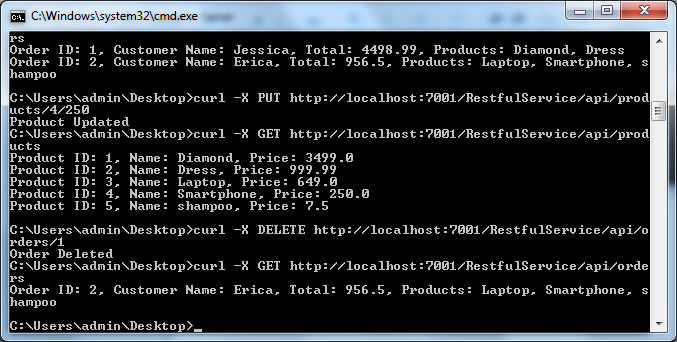 C:\Windows\system32\cmd.exe
rs
Order ID: 1, Customer Name: Jessica, Total: 4498.99, Products: Diamond, Dress
Order ID: 2, Customer Name: Erica, Total: 956.5, Products: Laptop, Smartphone, s
hampoo
C:\Users\admin\Desktop>curl -X PUT http://localhost:7001/RestfulService/api/prod
ucts/4/250
Product Updated
C:\Users\admin\Desktop>curl -X GET http://localhost:7001/RestfulService/api/prod
ucts
Product ID: 1, Name: Diamond, Price: 3499.0
Product ID: 2, Name: Dress, Price: 999.99
Product ID: 3, Name: Laptop, Price: 649.0
Product ID: 4, Name: Smartphone, Price: 250.0
Product ID: 5, Name: shampoo, Price: 7.5
C:\Users\admin\Desktop>curl -X DELETE http://localhost:7001/RestfulService/api/o
rders/1
Order Deleted
C:\Users\admin\Desktop>curl -X GET http://localhost:7001/RestfulService/api/orde
rs
Order ID: 2, Customer Name: Erica, Total: 956.5, Products: Laptop, Smartphone, s
hampoo
C:\Users\admin\Desktop>_